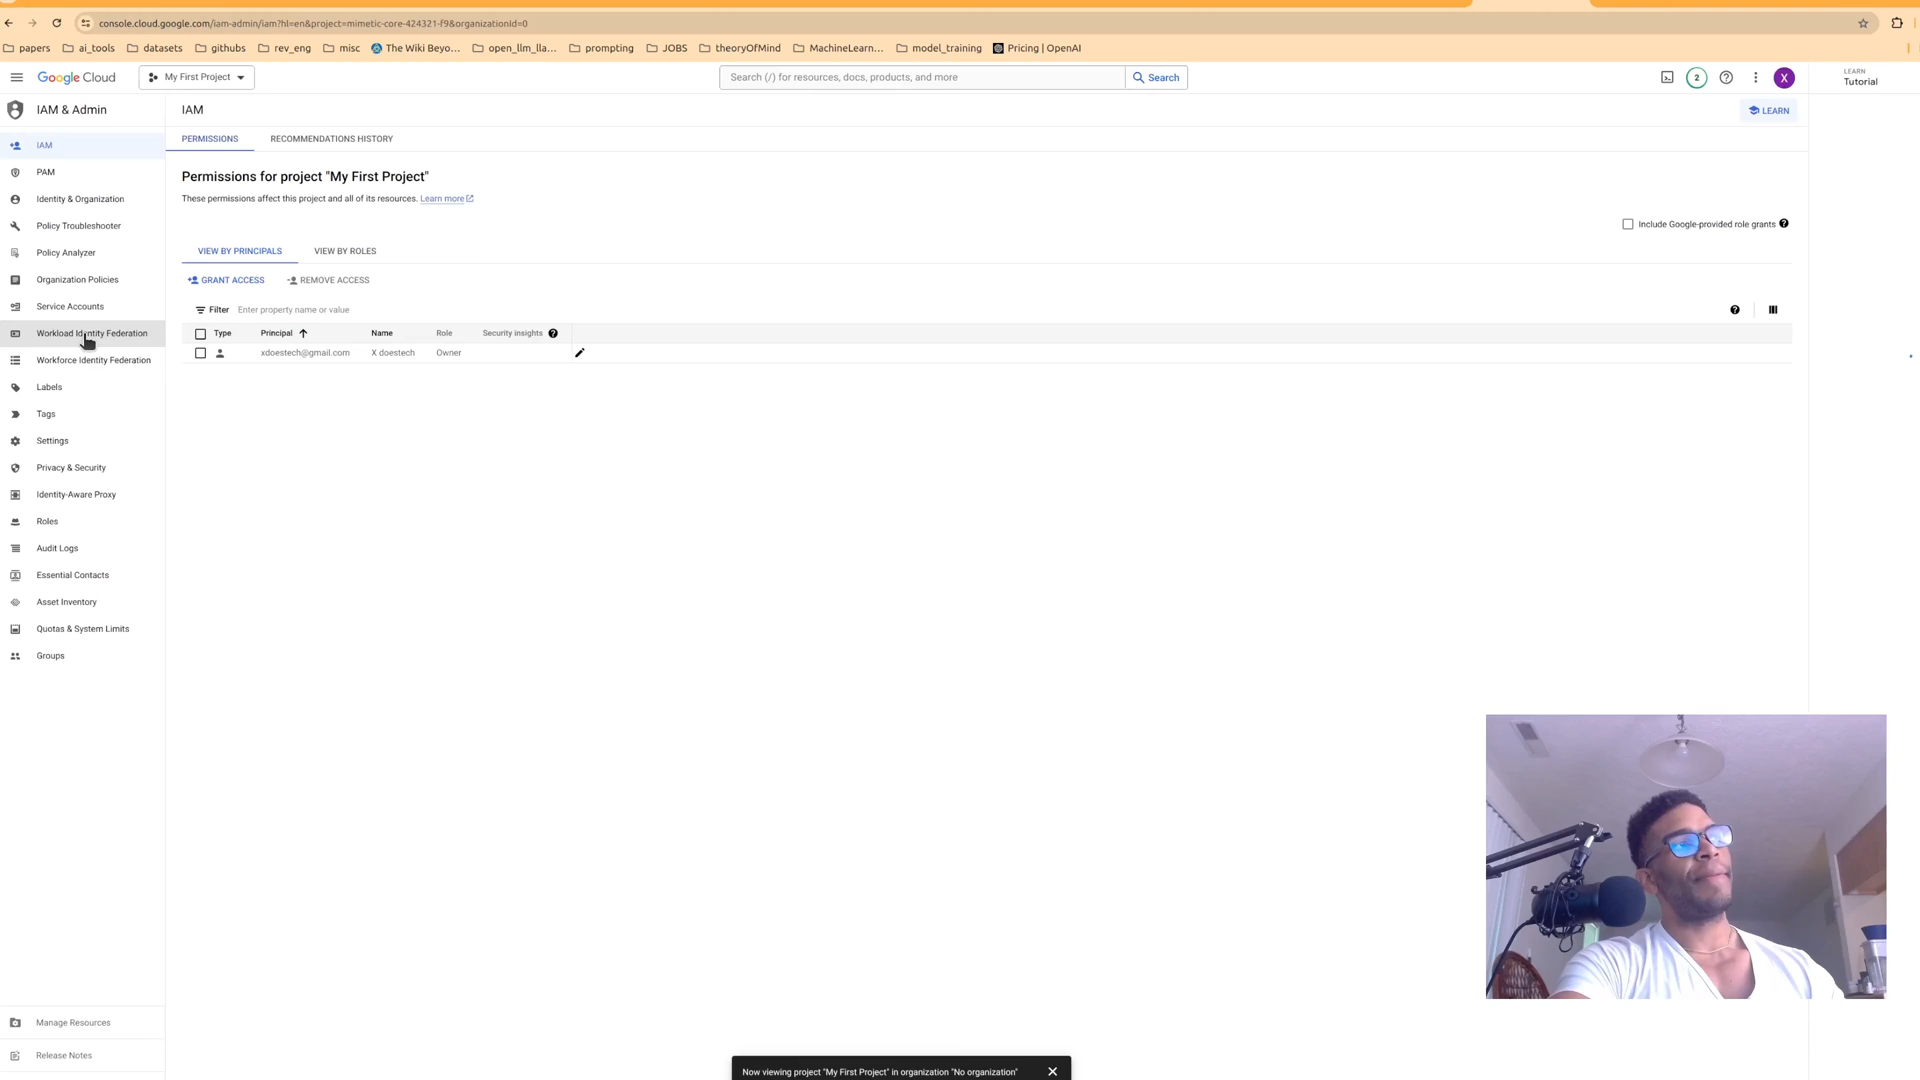 console.cloud.google.com/iam-admin/iam?hl=en&project=mimetic-core-424321-f9&organizationId=0
papers
ai_tools
datasets
githubs
rev_eng
misc
The Wiki Beyo...
open_llm_lla...
prompting
JOBS
theoryOfMind
MachineLearn...
model_training
Pricing | OpenAI
Google Cloud
My First Project
Search (/) for resources, docs, products, and more
Search
2
X
LEARN
Tutorial
IAM & Admin
IAM
LEARN
IAM
PAM
Identity & Organization
Policy Troubleshooter
Policy Analyzer
Organization Policies
Service Accounts
Workload Identity Federation
Workforce Identity Federation
Labels
Tags
Settings
Privacy & Security
Identity-Aware Proxy
Roles
Audit Logs
Essential Contacts
Asset Inventory
Quotas & System Limits
Groups
Manage Resources
Release Notes
PERMISSIONS
RECOMMENDATIONS HISTORY
Permissions for project "My First Project"
These permissions affect this project and all of its resources. Learn more
Include Google-provided role grants
VIEW BY PRINCIPALS
VIEW BY ROLES
GRANT ACCESS
REMOVE ACCESS
Filter Enter property name or value
Type Principal Name Role Security insights
xdoestech@gmail.com X doestech Owner
Now viewing project "My First Project" in organization "No organization"